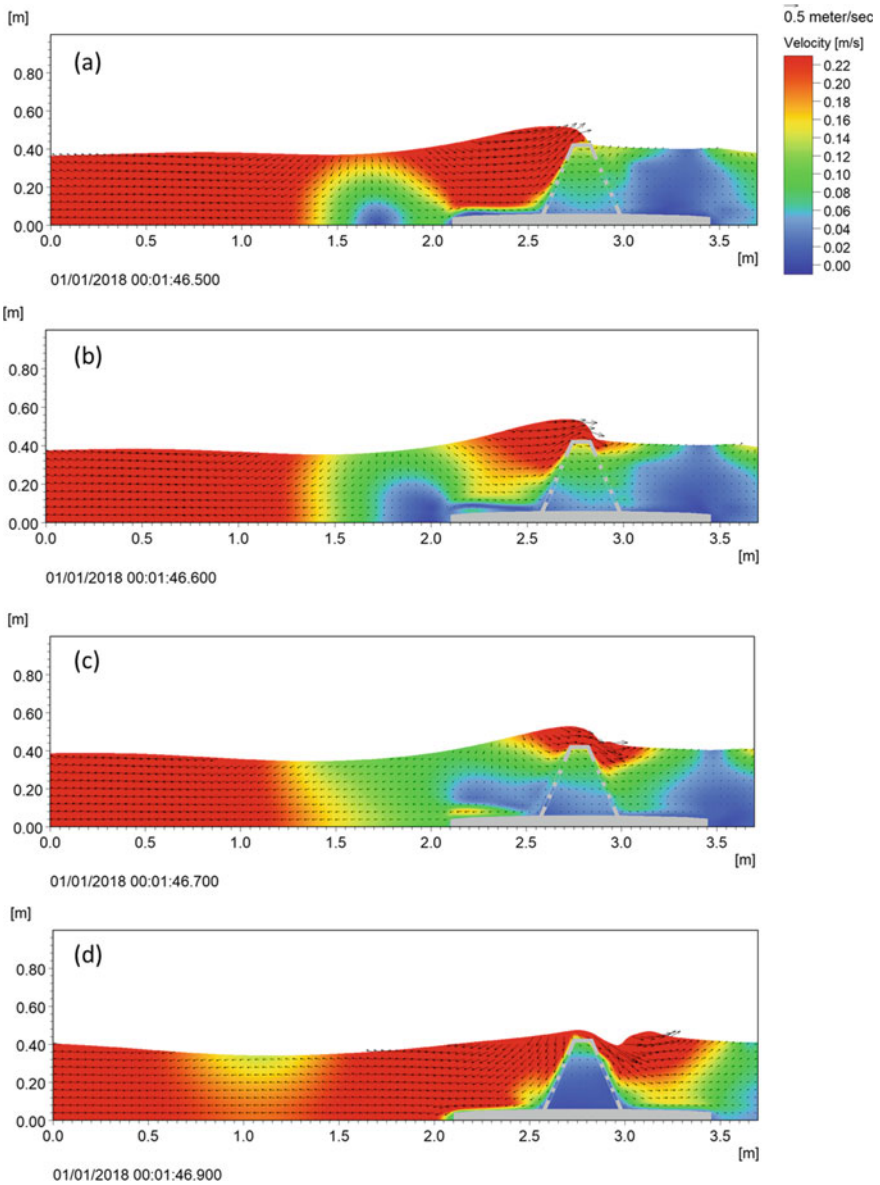 [m]
0.5 meter/sec
Velocity [m/s]
(a)
0.80
0.60
0.40
0.20
0.00
0.22
0.20
0.18
0.16
0.14
0.12
0.10
0.08
0.06
0.04
0.02
0.00
0.0 0.5 1.0 1.5 2.0 2.5 3.0 3.5
[m]
01/01/2018 00:01:46.500
[m]
(b)
0.80
0.60
0.40
0.20
0.00
0.0 0.5 1.0 1.5 2.0 2.5 3.0 3.5
[m]
01/01/2018 00:01:46.600
[m]
(c)
0.80
0.60
0.40
0.20
0.00
0.0 0.5 1.0 1.5 2.0 2.5 3.0 3.5
[m]
01/01/2018 00:01:46.700
[m]
(d)
0.80
0.60
0.40
0.20
0.00
0.0 0.5 1.0 1.5 2.0 2.5 3.0 3.5
[m]
01/01/2018 00:01:46.900